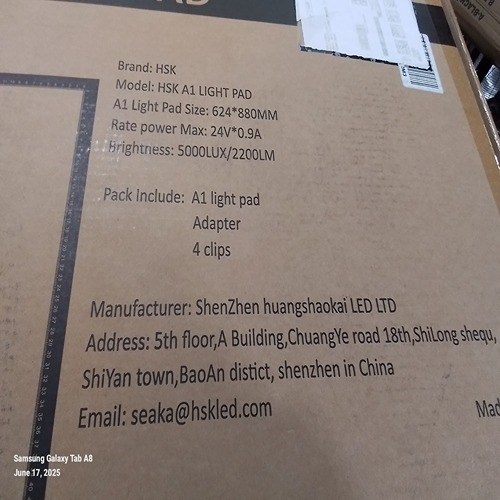 Brand: HSK
Model: HSK A1 LIGHT PAD
A1 Light Pad Size: 624*880MM
Rate power Max: 24V*0.9A
Brightness: 5000LUX/2200LM
Pack Include: A1 light pad
Adapter
4 clips
Manufacturer: ShenZhen huangshaokai LED LTD
Address: 5th floor,A Building,ChuangYe road 18th,ShiLong shequ,
ShiYan town,BaoAn distict, shenzhen in China
Email: seaka@hskled.com
Mad
Samsung Galaxy Tab A8
June 17, 2025